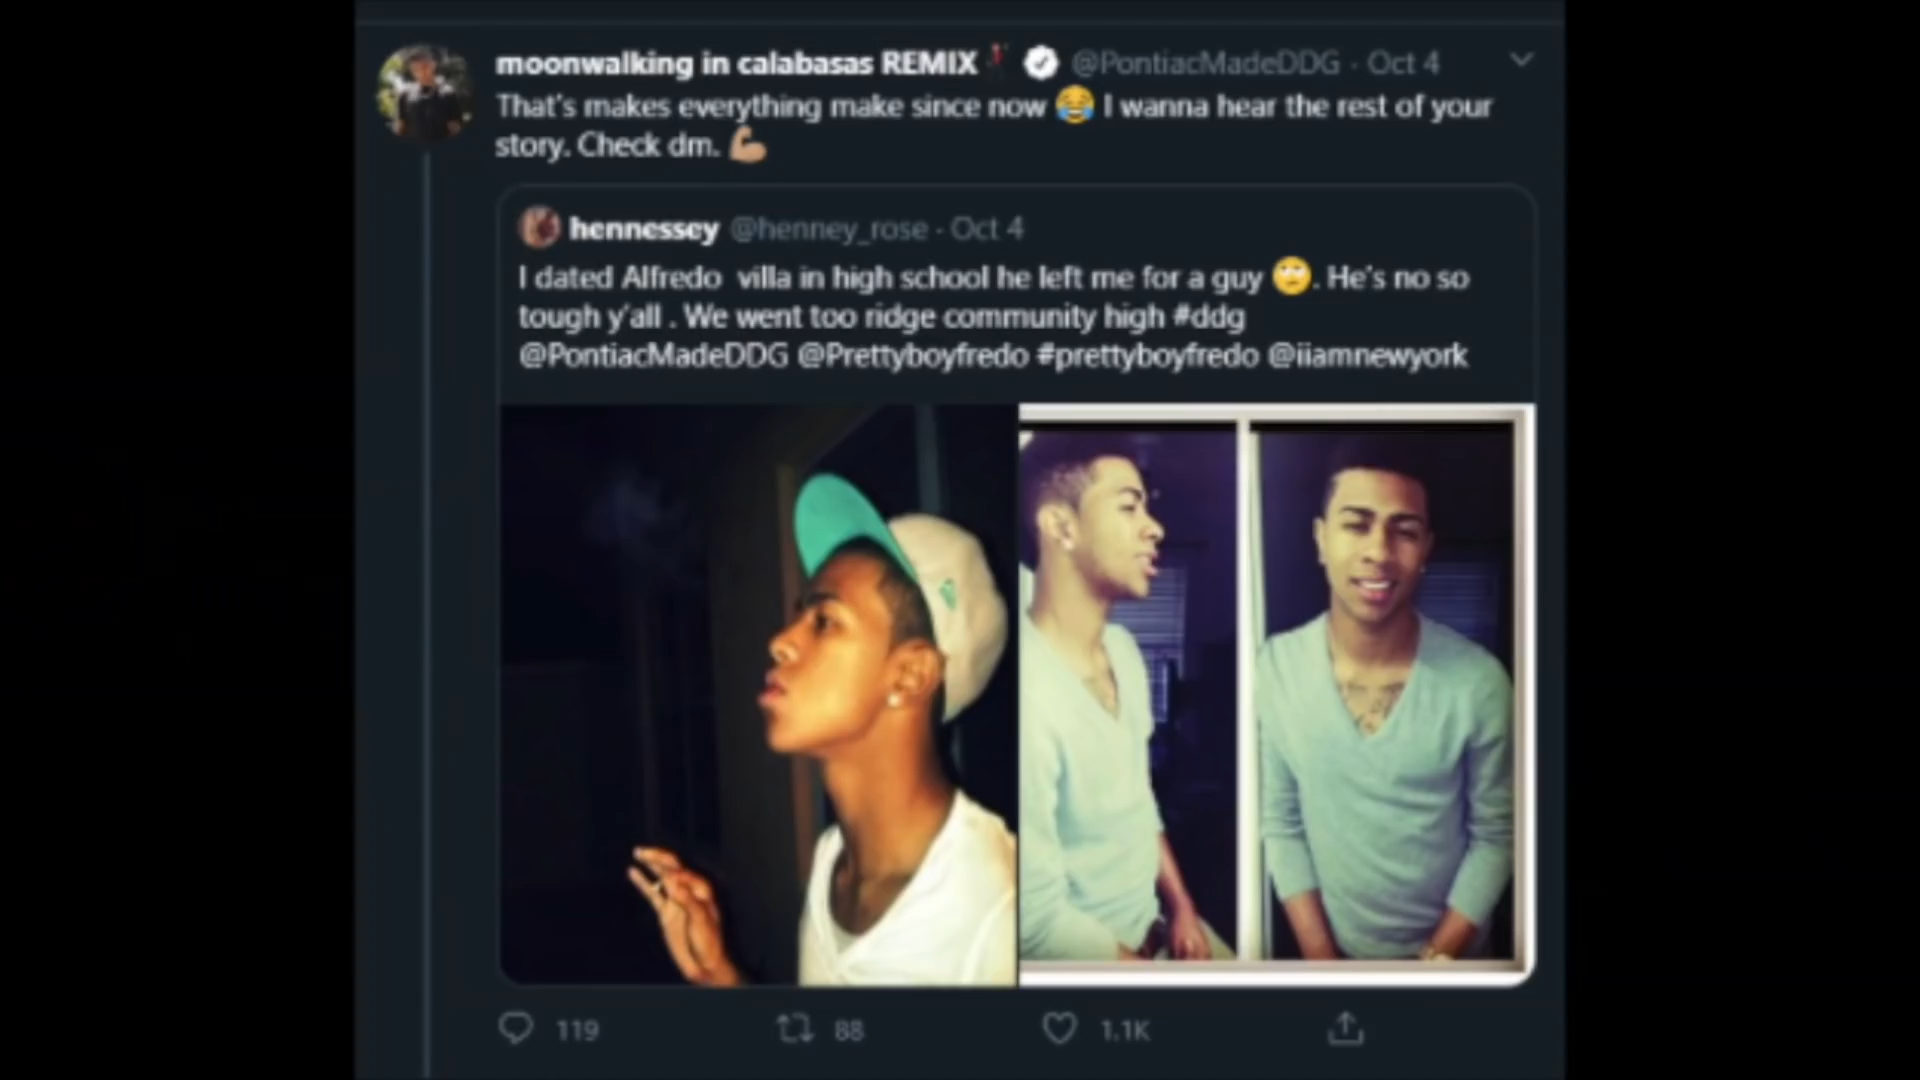 moonwalking in calabasas REMIX @PontiacMadeDDG · Oct 4
That's makes everything make since now 😂 I wanna hear the rest of your
story. Check dm. 💪🏼
hennessey @henney_rose · Oct 4
I dated Alfredo villa in high school he left me for a guy 🙄. He's no so
tough y'all . We went too ridge community high #ddg
@PontiacMadeDDG @Prettyboyfredo #prettyboyfredo @iiamnewyork
119 88 1.1K